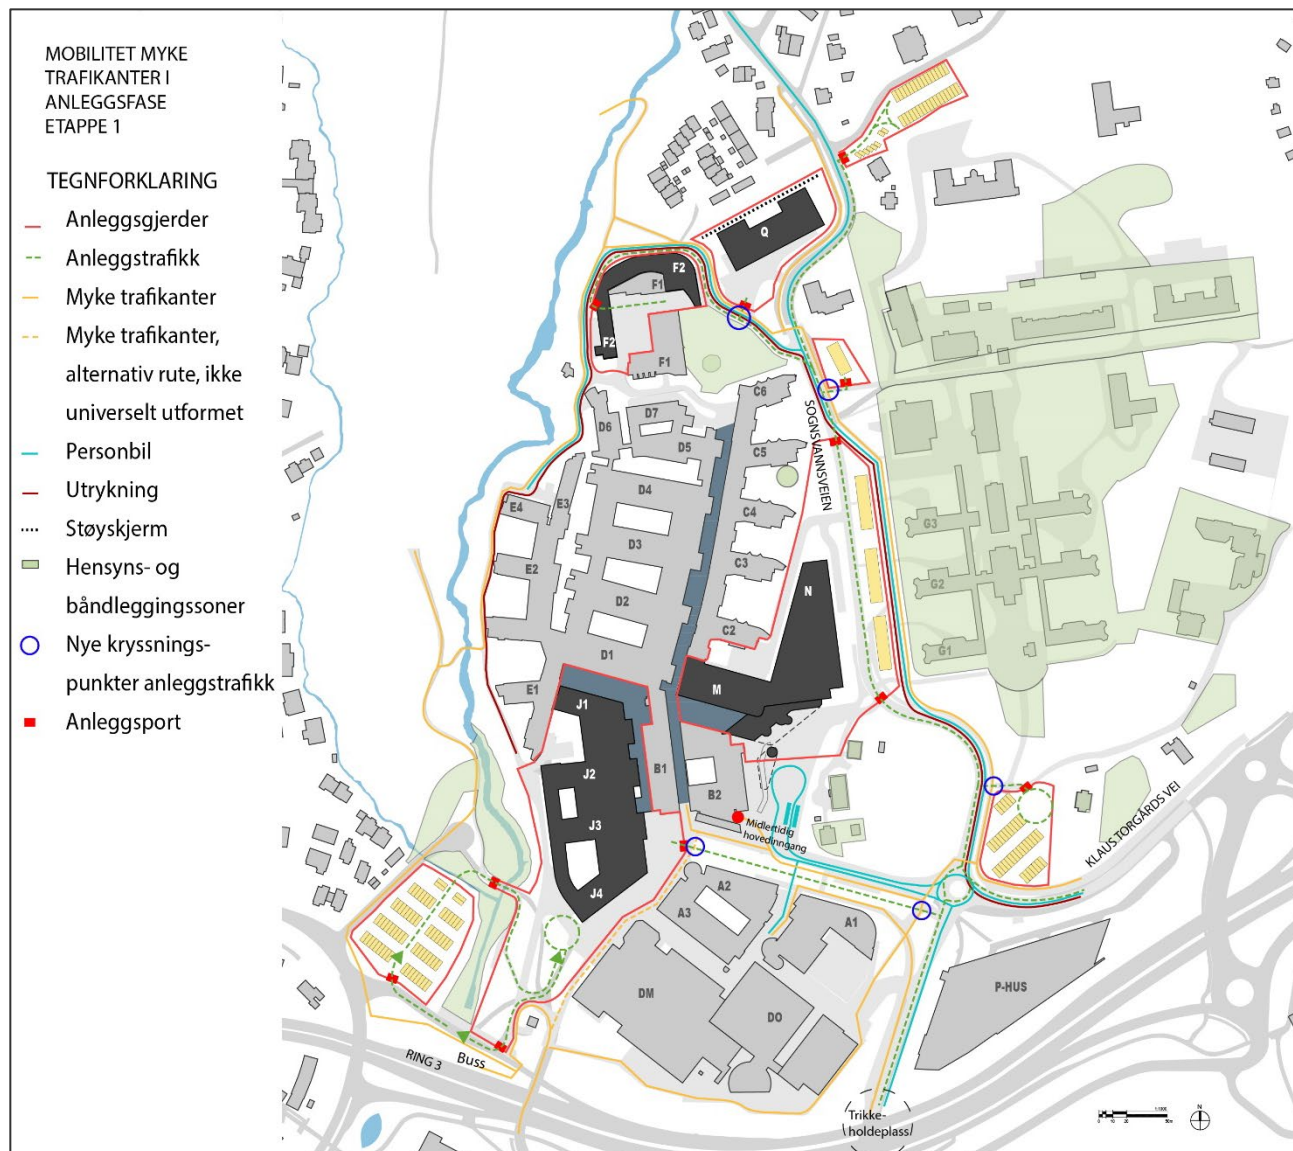 MOBILITET MYKE
TRAFIKANTER I
ANLEGGSFASE
ETAPPE 1
TEGNFORKLARING
Anleggsgjerder
Anleggstrafikk
Myke trafikanter
Myke trafikanter,
alternativ rute, ikke
universelt utformet
Personbil
Utrykning
Støyskjerm
Hensyns- og
båndleggingssoner
Nye kryssnings-
punkter anleggstrafikk
Anleggsport
Q
F2
F1
F2
F1
C6
D7
D6
D5
C5
SOGNSVANNSVEIEN
D4
E3
E4
C4
G3
D3
C3
E2
G2
N
D2
C2
D1
G1
E1
M
J1
B1
J2
B2
J3
Midlertidig
hovedinngang
KLAUS TORGÅRDS VEI
J4
A2
A3
A1
P-HUS
DM
DO
RING 3
Buss
Trikke-
holdeplass
N